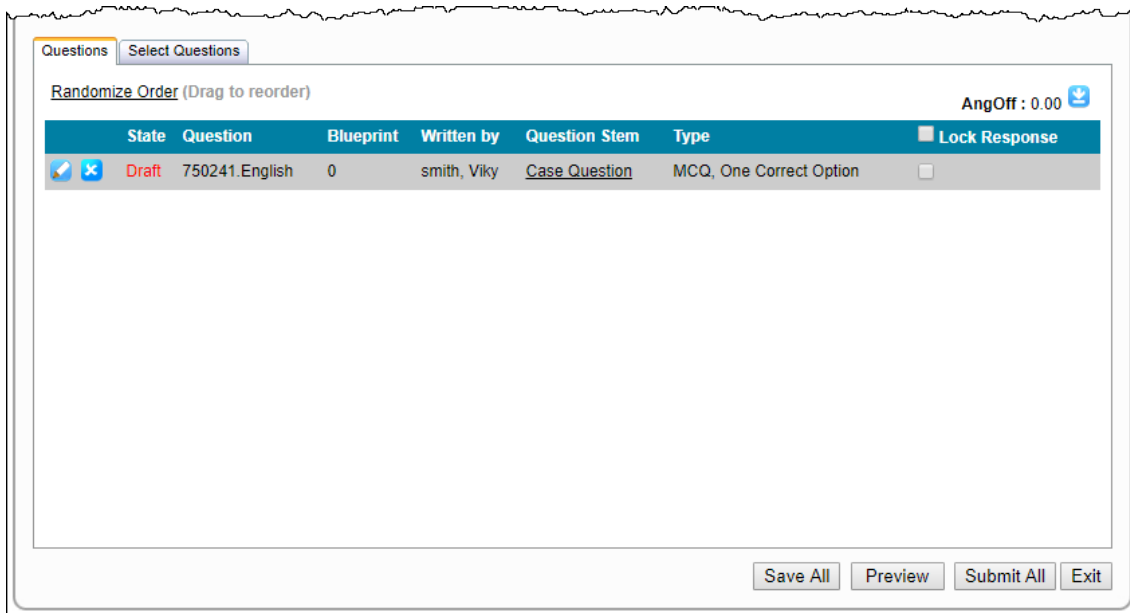 Questions Select Questions
Randomize Order (Drag to reorder)
AngOff : 0.00
State Question Blueprint Written by Question Stem Type Lock Response
Draft 750241.English 0 smith, Viky Case Question MCQ, One Correct Option
Save All Preview Submit All Exit